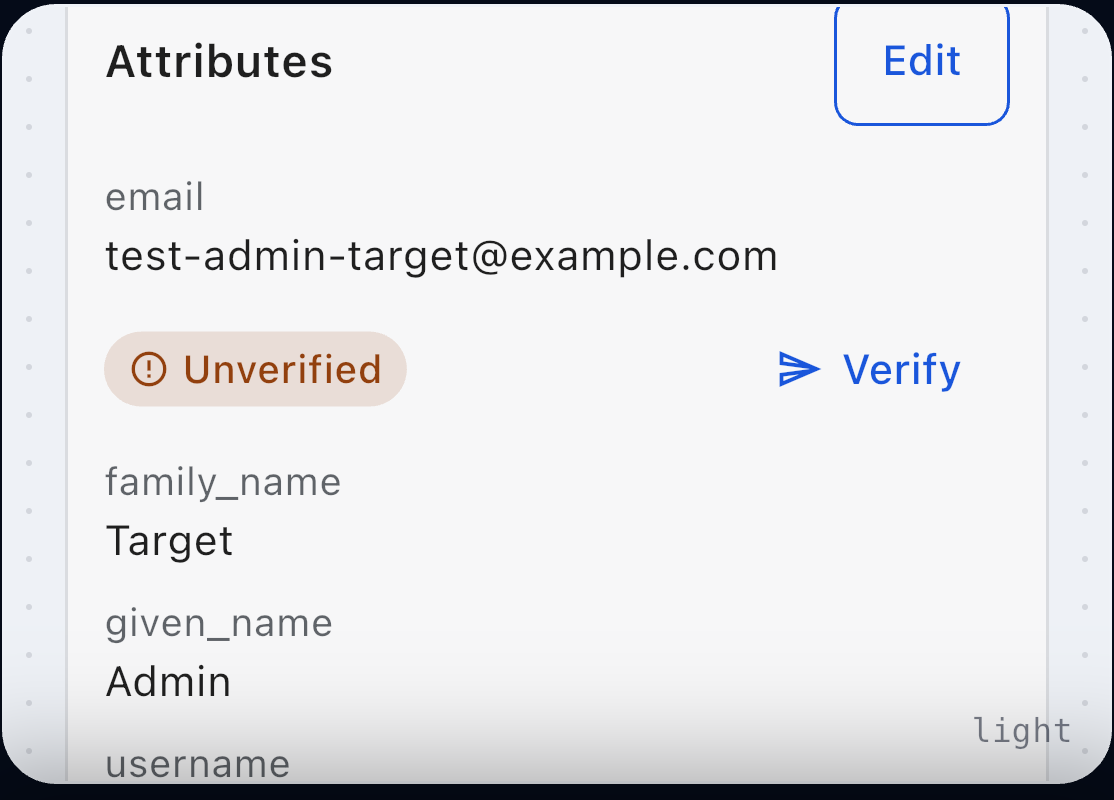 Attributes
Edit
email
test-admin-target@example.com
Unverified
Verify
family_name
Target
given_name
Admin
light
username